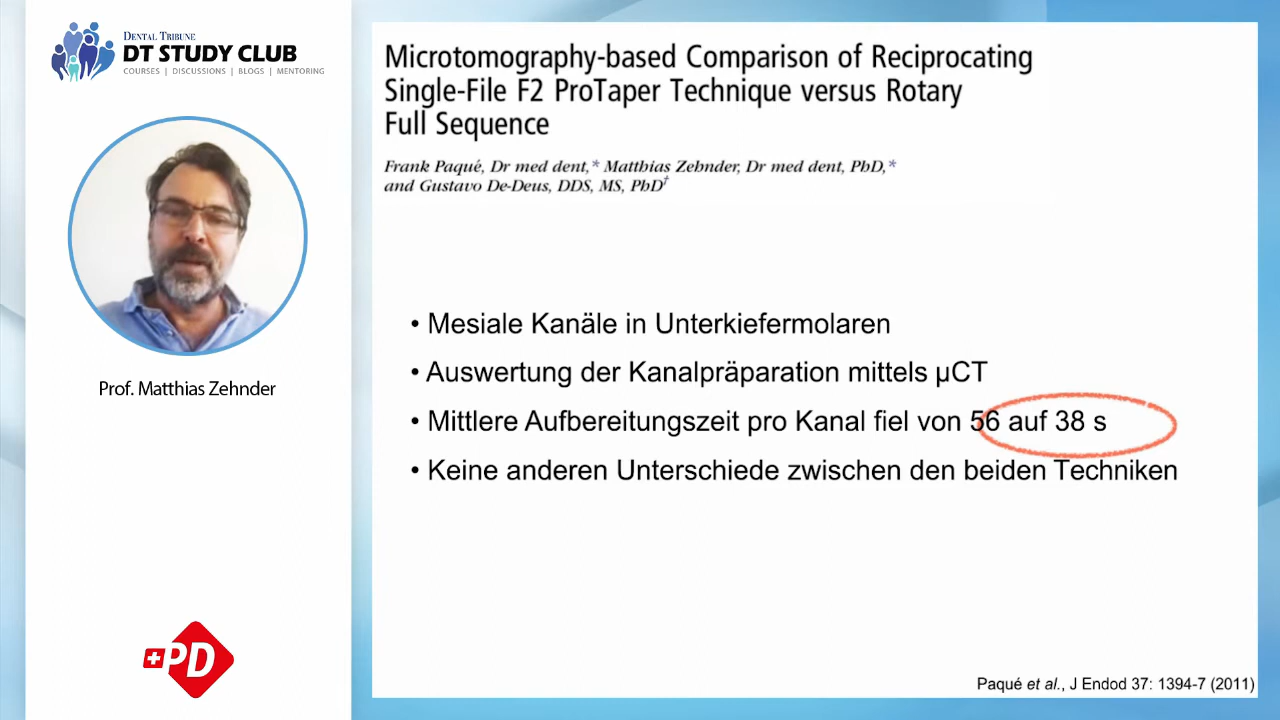 DENTAL TRIBUNE
DT STUDY CLUB
COURSES | DISCUSSIONS | BLOGS | MENTORING
Prof. Matthias Zehnder
PD
Microtomography-based Comparison of Reciprocating
Single-File F2 ProTaper Technique versus Rotary
Full Sequence
Frank Paqué, Dr med dent,* Matthias Zehnder, Dr med dent, PhD,*
and Gustavo De-Deus, DDS, MS, PhD†
• Mesiale Kanäle in Unterkiefermolaren
• Auswertung der Kanalpräparation mittels µCT
• Mittlere Aufbereitungszeit pro Kanal fiel von 56 auf 38 s
• Keine anderen Unterschiede zwischen den beiden Techniken
Paqué et al., J Endod 37: 1394-7 (2011)